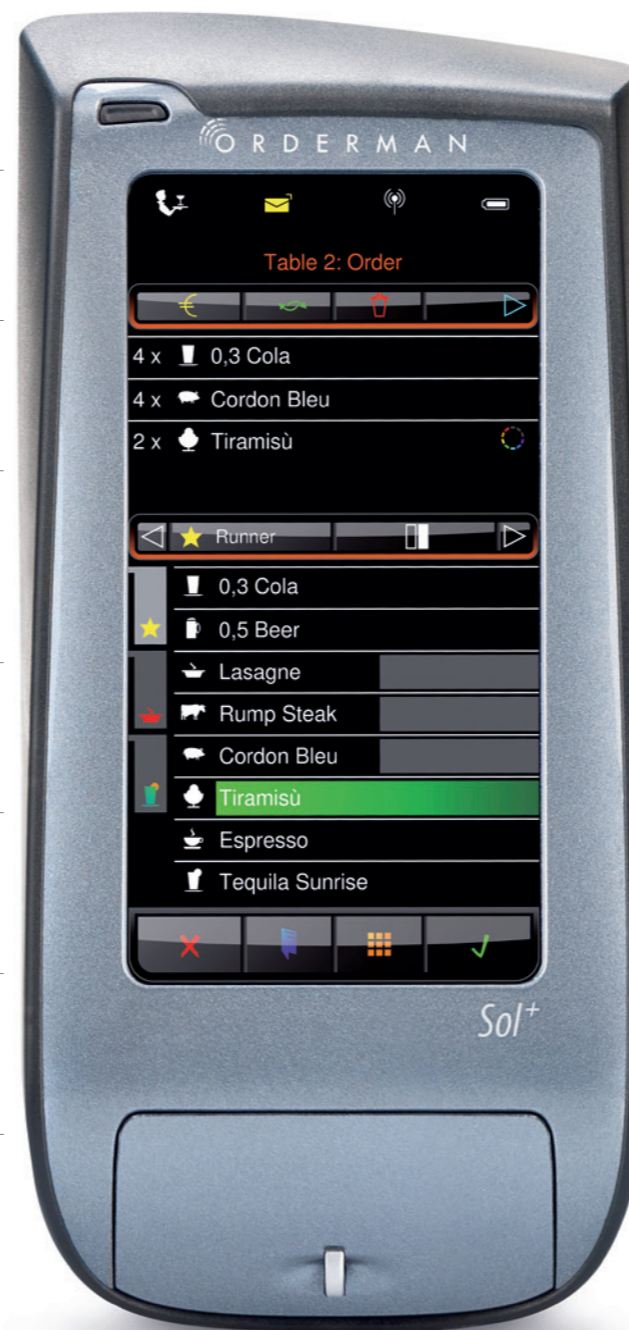 ORDERMAN
Table 2: Order
€
4 x 0,3 Cola
4 x Cordon Bleu
2 x Tiramisù
Runner
0,3 Cola
0,5 Beer
Lasagne
Rump Steak
Cordon Bleu
Tiramisù
Espresso
Tequila Sunrise
Sol+